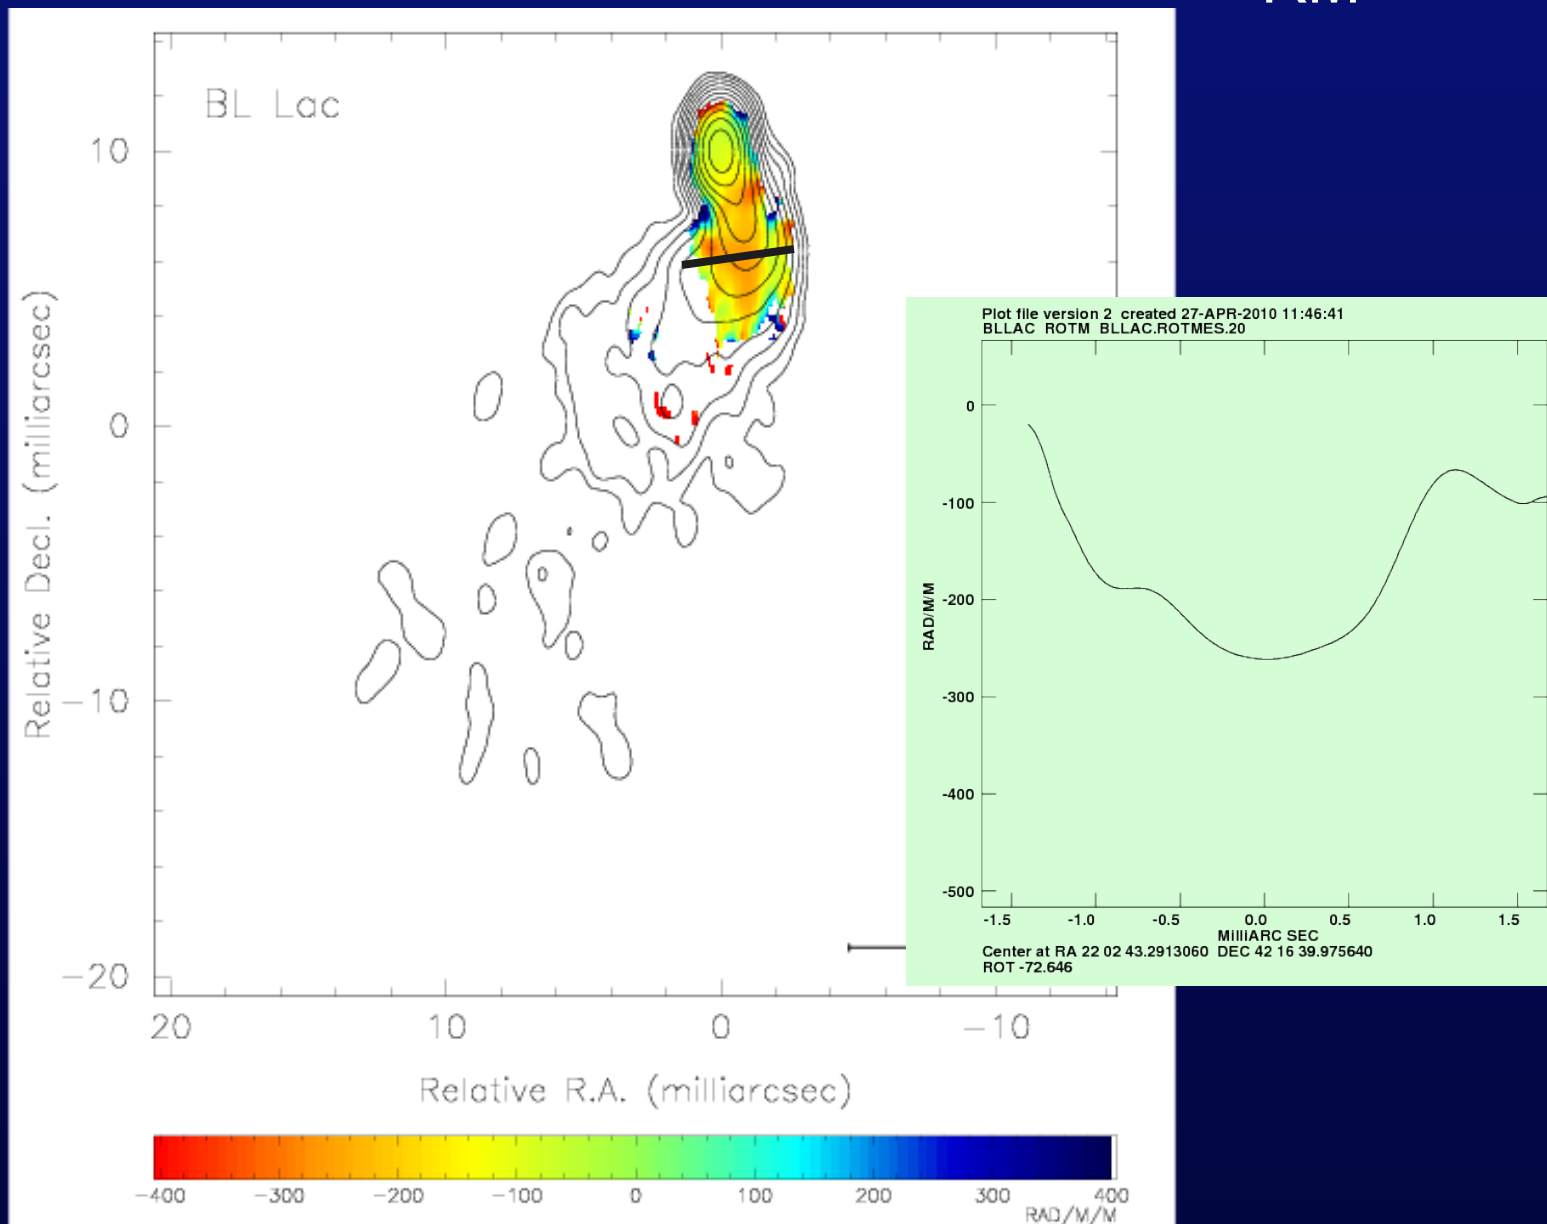 BL Lac
10
0
−10
−20
Relative Decl. (milliarcsec)
20 10 0 −10
Relative R.A. (milliarcsec)
−400 −300 −200 −100 0 100 200 300 400
RAD/M/M
Plot file version 2 created 27-APR-2010 11:46:41
BLLAC ROTM BLLAC.ROTMES.20
0
-100
-200
-300
-400
-500
RAD/M/M
-1.5 -1.0 -0.5 0.0 0.5 1.0 1.5
MilliARC SEC
Center at RA 22 02 43.2913060 DEC 42 16 39.975640
ROT -72.646